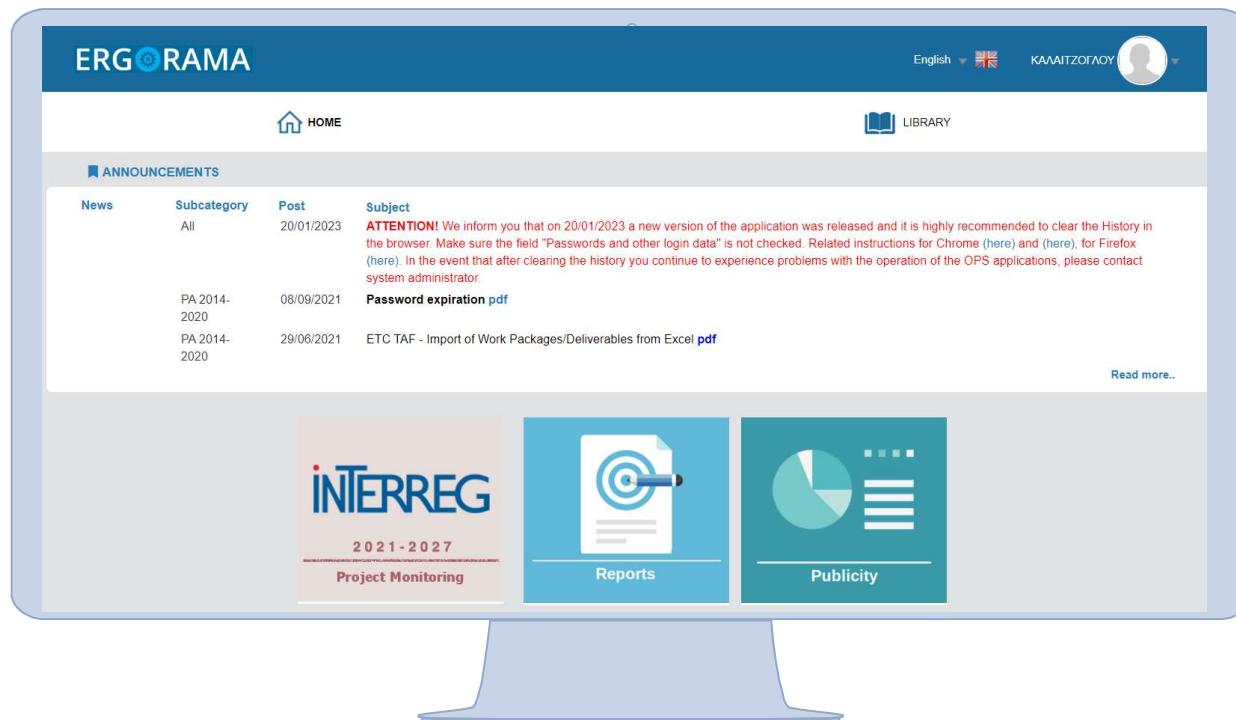 ERGORAMA
English
ΚΑΛΑΙΤΖΟΓΛΟΥ
HOME
LIBRARY
ANNOUNCEMENTS
News Subcategory Post Subject
All 20/01/2023 ATTENTION! We inform you that on 20/01/2023 a new version of the application was released and it is highly recommended to clear the History in
the browser. Make sure the field "Passwords and other login data" is not checked. Related instructions for Chrome (here) and (here), for Firefox
(here). In the event that after clearing the history you continue to experience problems with the operation of the OPS applications, please contact
system administrator.
PA 2014- 08/09/2021 Password expiration pdf
2020
PA 2014- 29/06/2021 ETC TAF - Import of Work Packages/Deliverables from Excel pdf
2020
Read more..
iNTERREG
2021-2027
Project Monitoring
Reports
Publicity